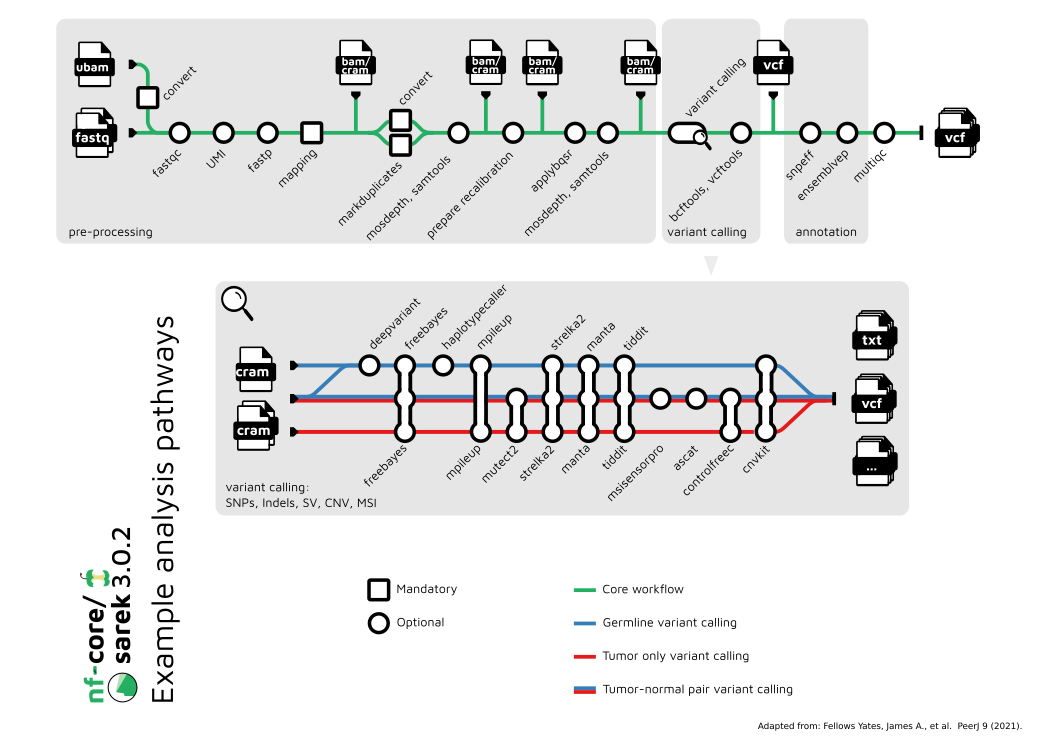 ubam
convert
fastq
fastqc
UMI
fastp
mapping
bam/
cram
convert
markduplicates
mosdepth, samtools
bam/
cram
prepare recalibration
bam/
cram
applybqsr
mosdepth, samtools
bam/
cram
pre-processing
variant calling
bcftools, vcftools
variant calling
vcf
snpeff
ensemblvep
multiqc
annotation
vcf
cram
cram
deepvariant
freebayes
haplotypecaller
mpileup
strelka2
manta
tiddit
freebayes
mpileup
mutect2
strelka2
manta
tiddit
msisensorpro
ascat
controlfreec
cnvkit
txt
vcf
...
variant calling:
SNPs, Indels, SV, CNV, MSI
nf-core/
sarek 3.0.2
Example analysis pathways
Mandatory
Optional
Core workflow
Germline variant calling
Tumor only variant calling
Tumor-normal pair variant calling
Adapted from: Fellows Yates, James A., et al.  PeerJ 9 (2021).